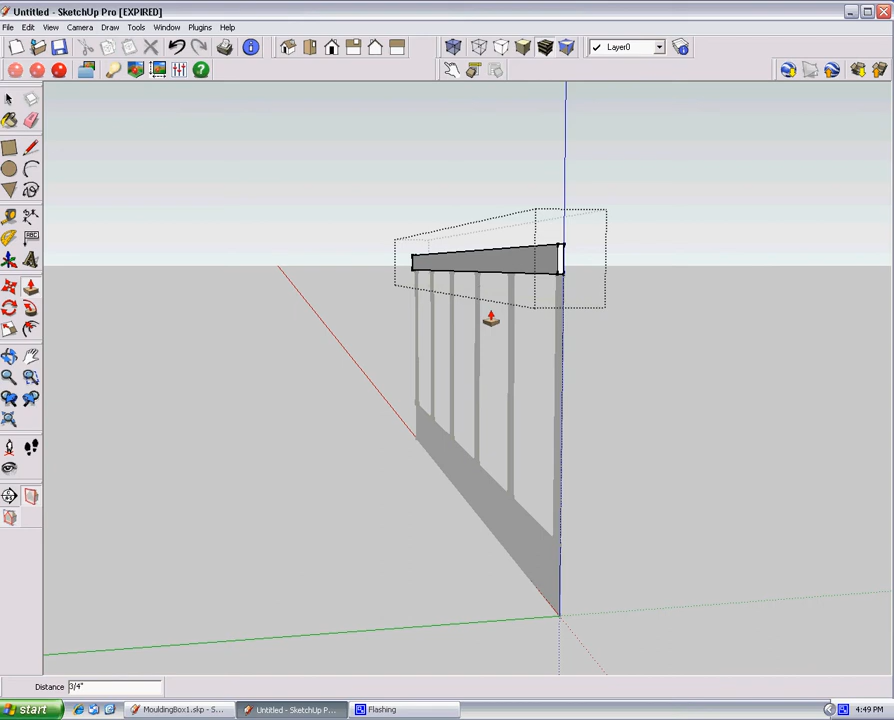 Untitled - SketchUp Pro [EXPIRED]
File Edit View Camera Draw Tools Window Plugins Help
Layer0
Distance 3/4"
start MouldingBox1.skp - S... Untitled - SketchUp P... Flashing 4:49 PM